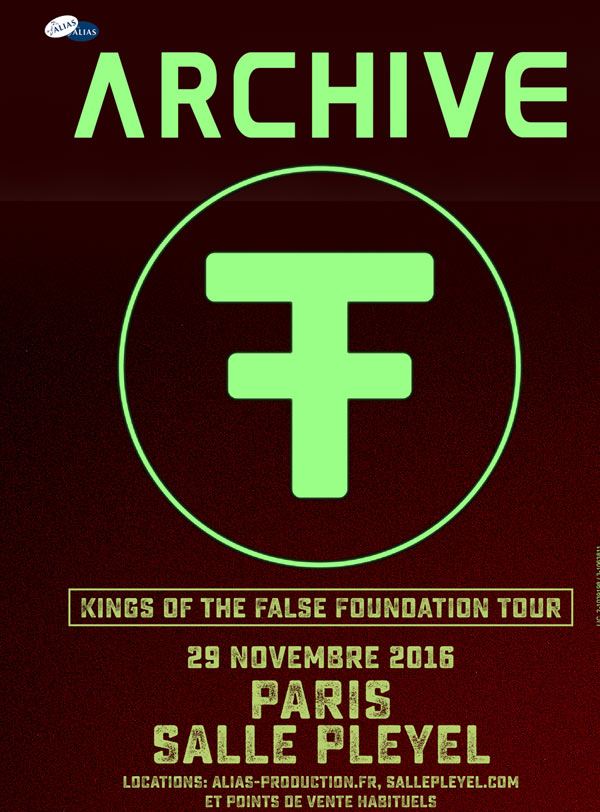 ALIAS
ALIAS
ARCHIVE
KINGS OF THE FALSE FOUNDATION TOUR
29 NOVEMBRE 2016
PARIS
SALLE PLEYEL
LOCATIONS: ALIAS-PRODUCTION.FR, SALLEPLEYEL.COM
ET POINTS DE VENTE HABITUELS